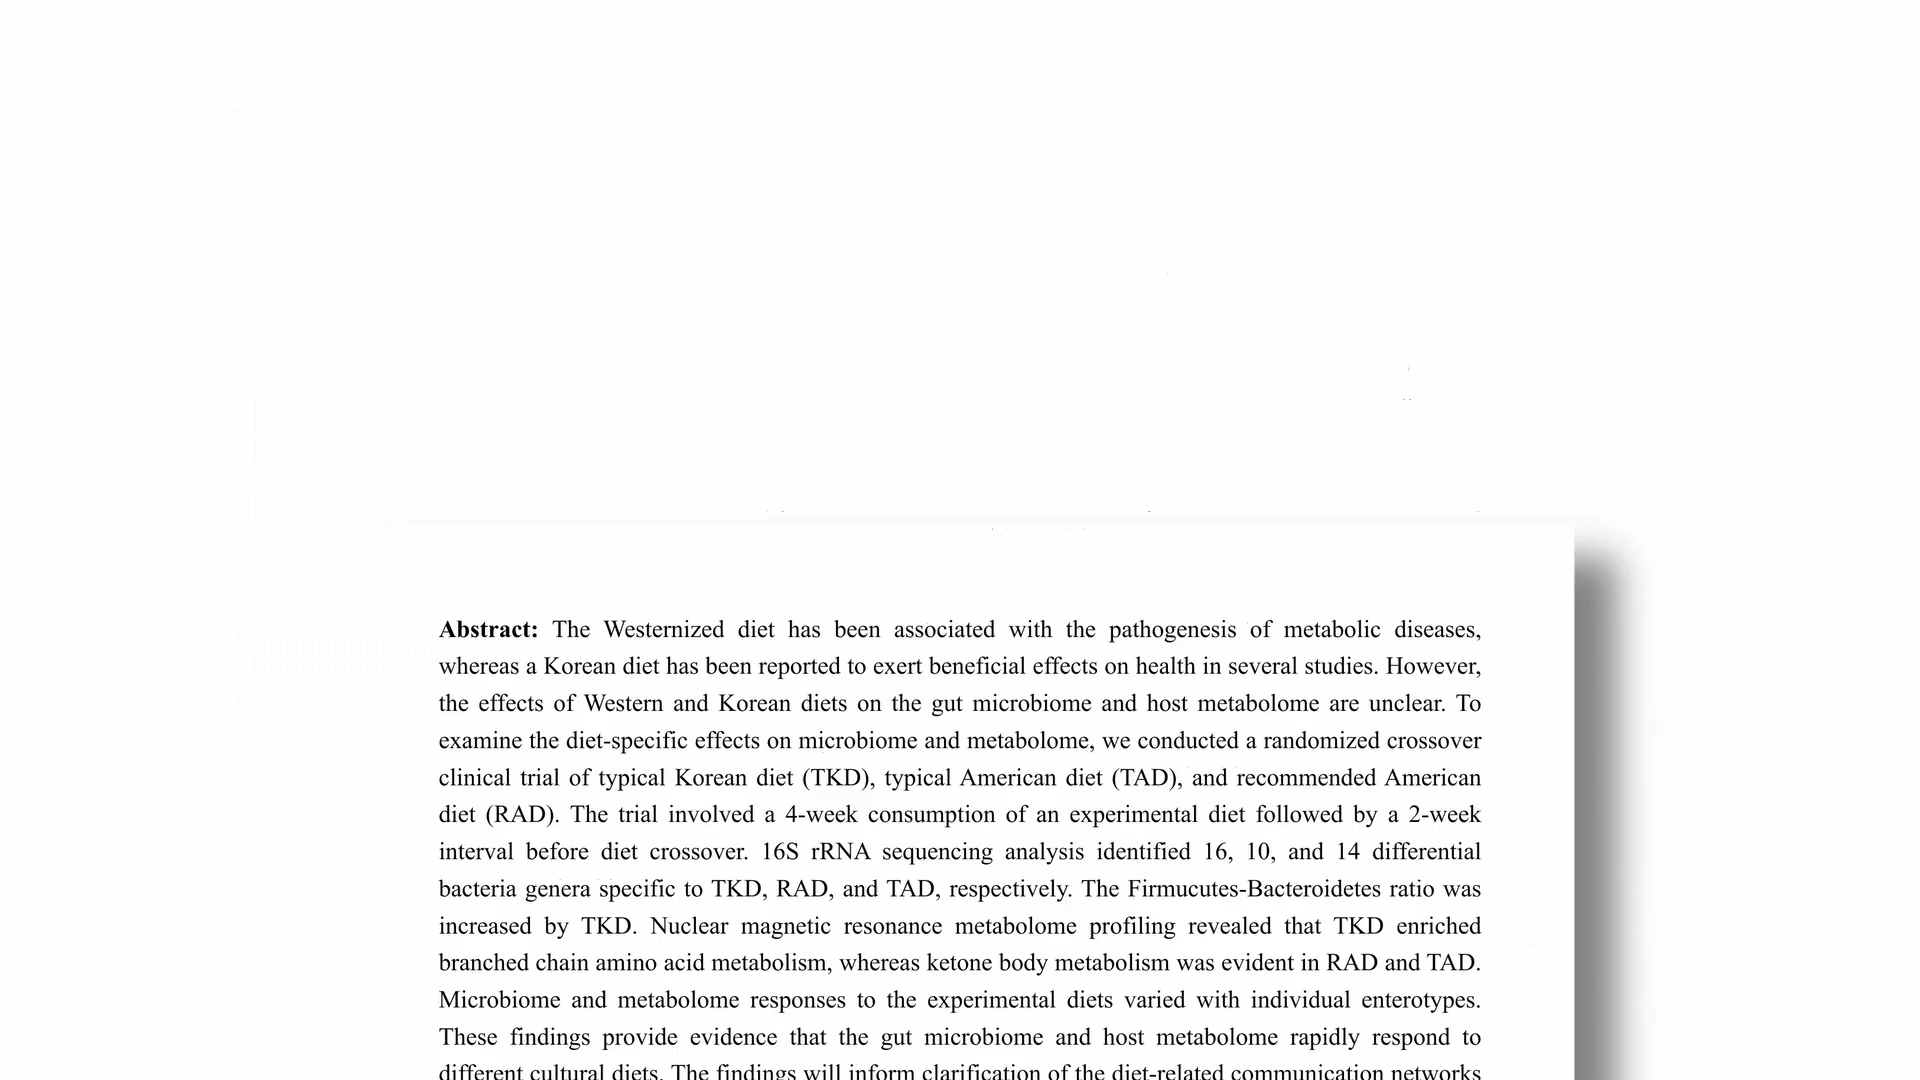 Abstract: The Westernized diet has been associated with the pathogenesis of metabolic diseases,
whereas a Korean diet has been reported to exert beneficial effects on health in several studies. However,
the effects of Western and Korean diets on the gut microbiome and host metabolome are unclear. To
examine the diet-specific effects on microbiome and metabolome, we conducted a randomized crossover
clinical trial of typical Korean diet (TKD), typical American diet (TAD), and recommended American
diet (RAD). The trial involved a 4-week consumption of an experimental diet followed by a 2-week
interval before diet crossover. 16S rRNA sequencing analysis identified 16, 10, and 14 differential
bacteria genera specific to TKD, RAD, and TAD, respectively. The Firmucutes-Bacteroidetes ratio was
increased by TKD. Nuclear magnetic resonance metabolome profiling revealed that TKD enriched
branched chain amino acid metabolism, whereas ketone body metabolism was evident in RAD and TAD.
Microbiome and metabolome responses to the experimental diets varied with individual enterotypes.
These findings provide evidence that the gut microbiome and host metabolome rapidly respond to
different cultural diets. The findings will inform clarification of the diet-related communication networks